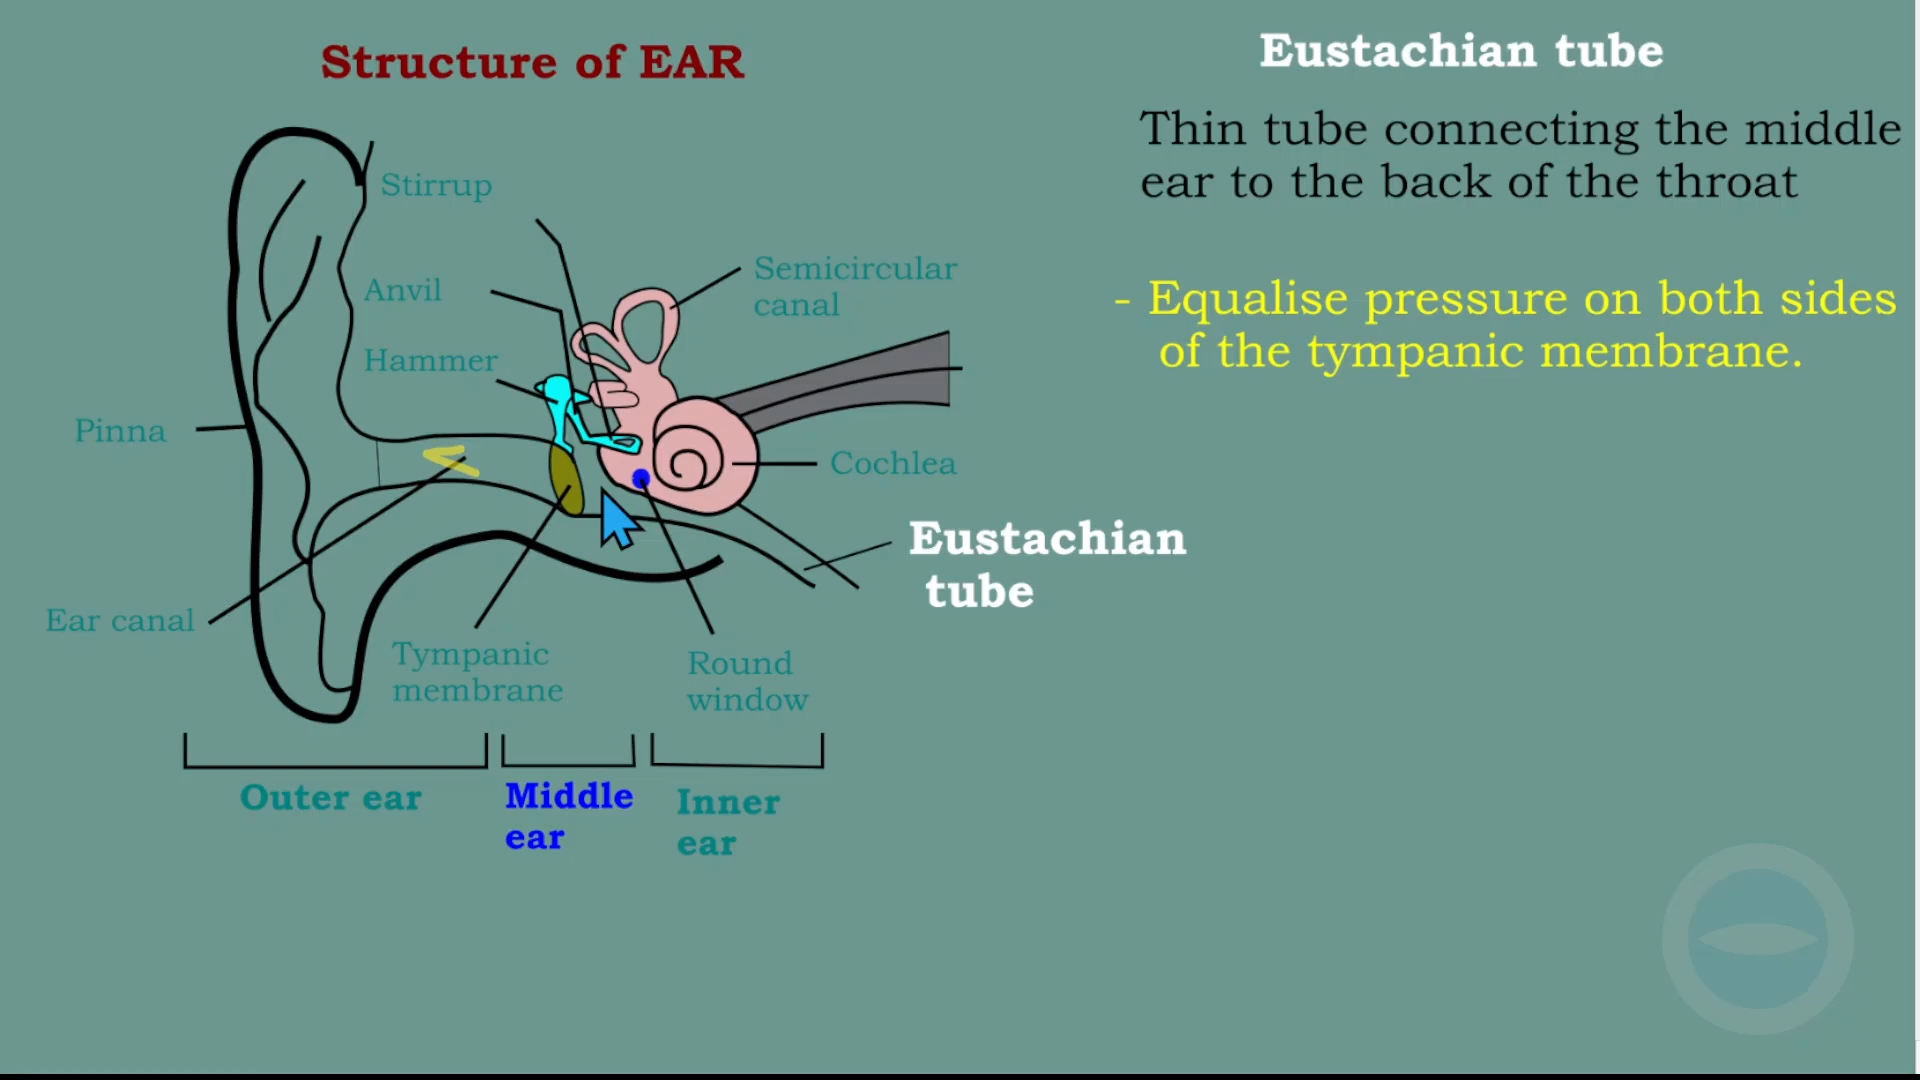 Structure of EAR
Eustachian tube
Thin tube connecting the middle
ear to the back of the throat
- Equalise pressure on both sides
of the tympanic membrane.
Stirrup
Semicircular
canal
Anvil
Hammer
Pinna
Cochlea
Eustachian
tube
Ear canal
Tympanic
membrane
Round
window
Outer ear
Middle
ear
Inner
ear